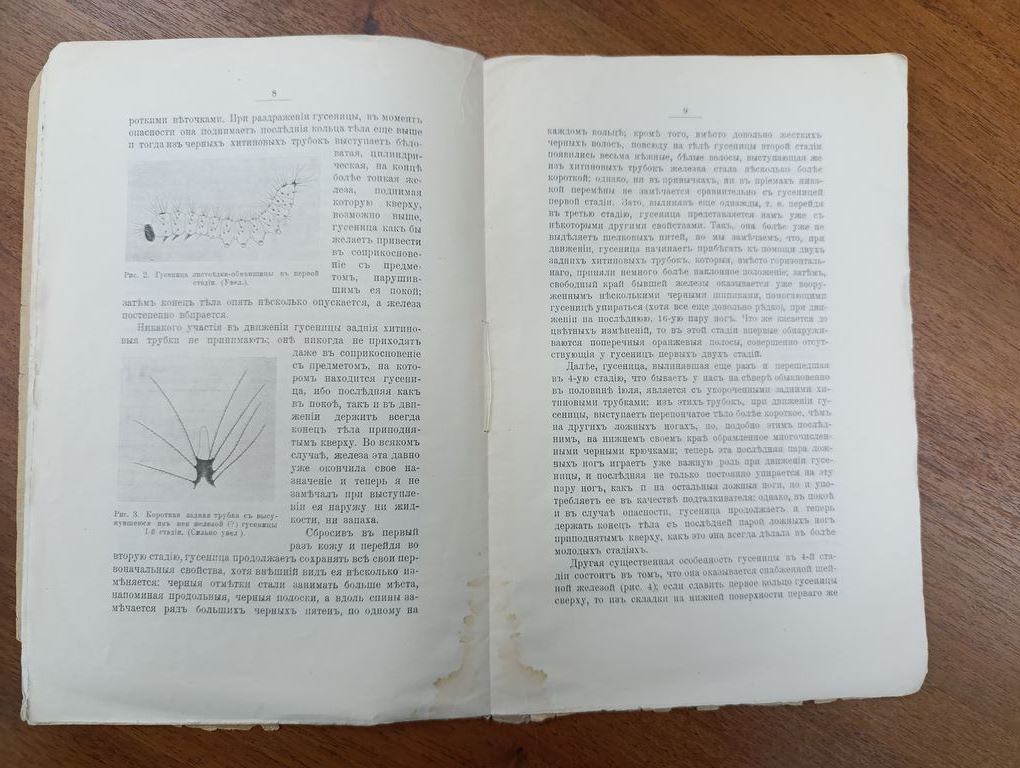 8
роткими вѣточками. При раздраженіи гусеницы, въ моментъ
опасности она поднимаетъ послѣднія кольца тѣла еще выше
и тогда изъ черныхъ хитиновыхъ трубокъ выступаетъ бѣло-
ватая, цилиндри-
ческая, на концѣ
болѣе тонкая же-
леза, поднимая
которую кверху,
возможно выше,
гусеница какъ бы
желаетъ привести
въ соприкоснове-
ніе съ предме-
томъ, нарушив-
шимъ ея покой;
Рис. 2. Гусеница листоѣдки-объянщицы въ первой
стадіи. (Увел.).
затѣмъ конецъ тѣла опять нѣсколько опускается, а железа
постепенно вбирается.
Никакого участія въ движеніи гусеницы заднія хитино-
выя трубки не принимаютъ; онѣ никогда не приходятъ
даже въ соприкосновеніе
съ предметомъ, на кото-
ромъ находится гусени-
ца, ибо послѣдняя какъ
въ покоѣ, такъ и въ дви-
женіи держитъ всегда
конецъ тѣла приподня-
тымъ кверху. Во всякомъ
случаѣ, железа эта давно
уже окончила свое на-
значеніе и теперь я не
замѣчалъ при выступле-
ніи ея наружу ни жид-
кости, ни запаха.
Рис. 3. Короткая задняя трубка съ высу-
нувшеюся изъ нея железой (?) гусеницы
1-й стадіи. (Сильно увел.).
Сбросивъ въ первый
разъ кожу и перейдя во
вторую стадію, гусеница продолжаетъ сохранять всѣ свои пер-
воначальныя свойства, хотя внѣшній видъ ея нѣсколько из-
мѣняется: черныя отмѣтки стали занимать больше мѣста,
напоминая продольныя, черныя полоски, а вдоль спины за-
мѣчается рядъ большихъ черныхъ пятенъ, по одному на
9
каждомъ кольцѣ; кромѣ того, вмѣсто довольно жесткихъ
черныхъ волосъ, повсюду на тѣлѣ гусеницы второй стадіи
появились весьма нѣжные, бѣлые волосы, выступающая же
изъ хитиновыхъ трубокъ железка стала нѣсколько болѣе
короткой; однако, ни въ привычкахъ, ни въ пріемахъ ника-
кой перемѣны не замѣчается сравнительно съ гусеницей
первой стадіи. Зато, вылинявъ еще однажды, т. е. перейдя
въ третью стадію, гусеница представляется намъ уже съ
нѣкоторыми другими свойствами. Такъ, она болѣе уже не
выдѣляетъ шелковыхъ нитей, но мы замѣчаемъ, что, при
движеніи, гусеница начинаетъ прибѣгать къ помощи двухъ
заднихъ хитиновыхъ трубокъ, которыя, вмѣсто горизонталь-
наго, приняли немного болѣе наклонное положеніе; затѣмъ,
свободный край бывшей железы оказывается уже воору-
женнымъ нѣсколькими черными шипиками, помогающими
гусеницѣ упираться (хотя все еще довольно рѣдко), при дви-
женіи на послѣднюю, 16-ую пару ногъ. Что же касается до
цвѣтныхъ измѣненій, то въ этой стадіи впервые обнаружи-
ваются поперечныя оранжевыя полосы, совершенно отсут-
ствующія у гусеницъ первыхъ двухъ стадій.
Далѣе, гусеница, вылинявшая еще разъ и перешедшая
въ 4-ую стадію, что бываетъ у насъ на сѣверѣ обыкновенно
въ половинѣ іюля, является съ укороченными задними хи-
тиновыми трубками; изъ этихъ трубокъ, при движеніи гу-
сеницы, выступаетъ перепончатое тѣло болѣе короткое, чѣмъ
на другихъ ложныхъ ногахъ, но, подобно этимъ послѣд-
нимъ, на нижнемъ своемъ краѣ обрамленное многочислен-
ными черными крючками; теперь эта послѣдняя пара лож-
ныхъ ногъ играетъ уже важную роль при движеніи гусе-
ницы, и послѣдняя не только постоянно упирается на эту
пару ногъ, какъ и на остальныя ложныя ноги, но и упо-
требляетъ ее въ качествѣ подталкивателя; однако, въ покоѣ
и въ случаѣ опасности, гусеница продолжаетъ и теперь
держать конецъ тѣла съ послѣдней парой ложныхъ ногъ
приподнятымъ кверху, какъ это она всегда дѣлала въ болѣе
молодыхъ стадіяхъ.
Другая существенная особенность гусеницы въ 4-й ста-
діи состоитъ въ томъ, что она оказывается снабженной шей-
ной железой (рис. 4); если сдавить первое кольцо гусеницы
сверху, то изъ складки на нижней поверхности перваго же